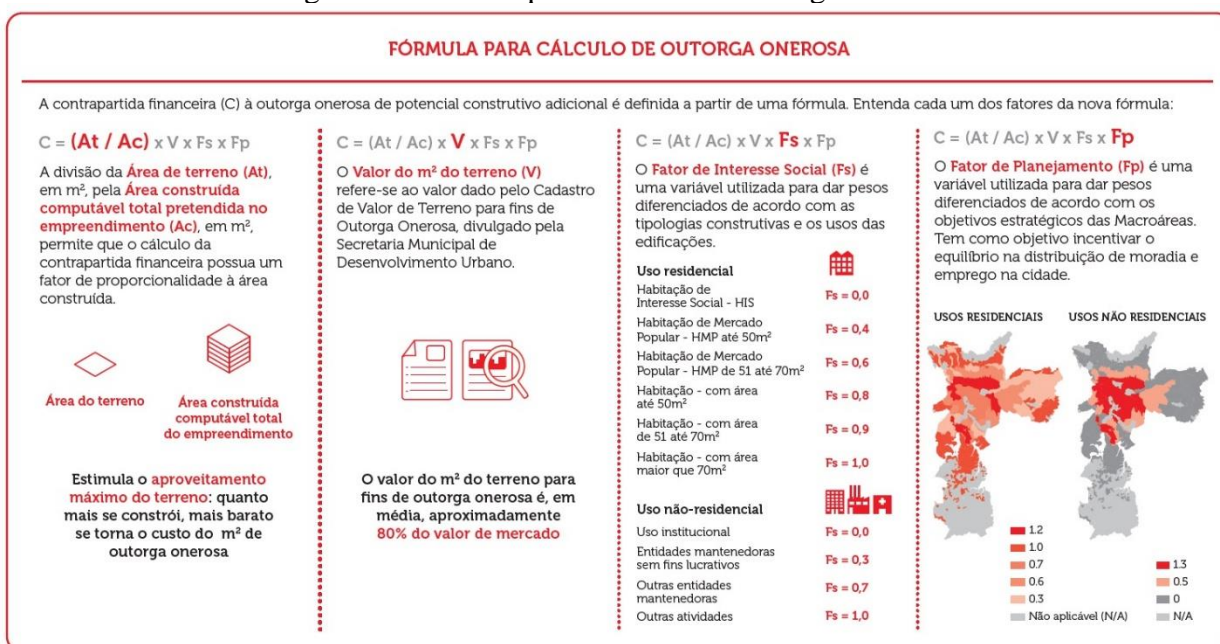 FÓRMULA PARA CÁLCULO DE OUTORGA ONEROSA
A contrapartida financeira (C) à outorga onerosa de potencial construtivo adicional é definida a partir de uma fórmula. Entenda cada um dos fatores da nova fórmula:
C = (At / Ac) x V x Fs x Fp
A divisão da Área de terreno (At),
em m², pela Área construída
computável total pretendida no
empreendimento (Ac), em m²,
permite que o cálculo da
contrapartida financeira possua um
fator de proporcionalidade à área
construída.
Área do terreno
Área construída
computável total
do empreendimento
Estimula o aproveitamento
máximo do terreno: quanto
mais se constrói, mais barato
se torna o custo do m² de
outorga onerosa
C = (At / Ac) x V x Fs x Fp
O Valor do m² do terreno (V)
refere-se ao valor dado pelo Cadastro
de Valor de Terreno para fins de
Outorga Onerosa, divulgado pela
Secretaria Municipal de
Desenvolvimento Urbano.
O valor do m² do terreno para
fins de outorga onerosa é, em
média, aproximadamente
80% do valor de mercado
C = (At / Ac) x V x Fs x Fp
O Fator de Interesse Social (Fs) é
uma variável utilizada para dar pesos
diferenciados de acordo com as
tipologias construtivas e os usos das
edificações.
Uso residencial
Habitação de
Interesse Social - HIS Fs = 0,0
Habitação de Mercado
Popular - HMP até 50m² Fs = 0,4
Habitação de Mercado
Popular - HMP de 51 até 70m² Fs = 0,6
Habitação - com área
até 50m² Fs = 0,8
Habitação - com área
de 51 até 70m² Fs = 0,9
Habitação - com área
maior que 70m² Fs = 1,0
Uso não-residencial
Uso institucional Fs = 0,0
Entidades mantenedoras
sem fins lucrativos Fs = 0,3
Outras entidades
mantenedoras Fs = 0,7
Outras atividades Fs = 1,0
C = (At / Ac) x V x Fs x Fp
O Fator de Planejamento (Fp) é uma
variável utilizada para dar pesos
diferenciados de acordo com os
objetivos estratégicos das Macroáreas.
Tem como objetivo incentivar o
equilíbrio na distribuição de moradia e
emprego na cidade.
USOS RESIDENCIAIS
1.2
1.0
0.7
0.6
0.3
Não aplicável (N/A)
USOS NÃO RESIDENCIAIS
1.3
0.5
0
N/A